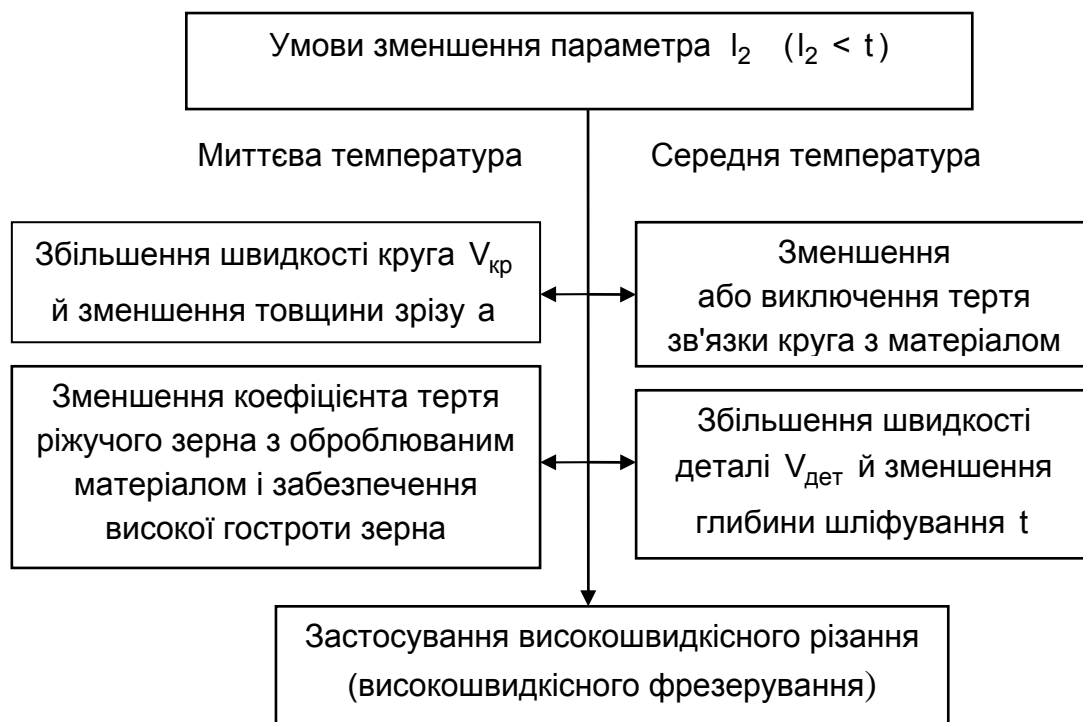 Умови зменшення параметра l₂ (l₂ < t)
Миттєва температура
Середня температура
Збільшення швидкості круга Vкр
й зменшення товщини зрізу а
Зменшення
або виключення тертя
зв'язки круга з матеріалом
Зменшення коефіцієнта тертя
ріжучого зерна з оброблюваним
матеріалом і забезпечення
високої гостроти зерна
Збільшення швидкості
деталі Vдет й зменшення
глибини шліфування t
Застосування високошвидкісного різання
(високошвидкісного фрезерування)